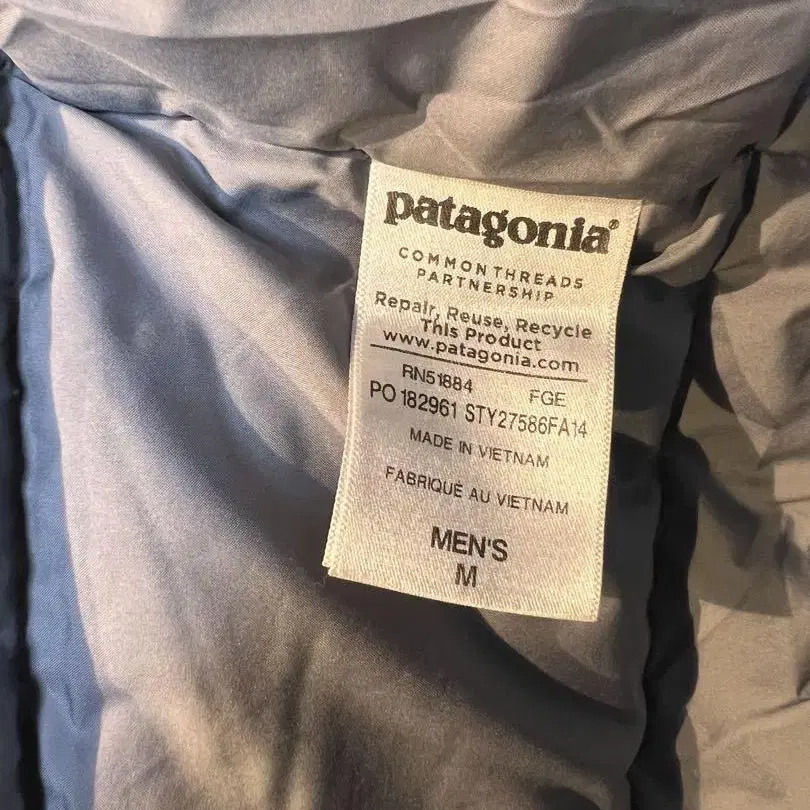 patagonia®
COMMON THREADS
PARTNERSHIP
Repair, Reuse, Recycle
This Product
www.patagonia.com
RN51884 FGE
PO 182961 STY27586FA14
MADE IN VIETNAM
FABRIQUÉ AU VIETNAM
MEN'S
M